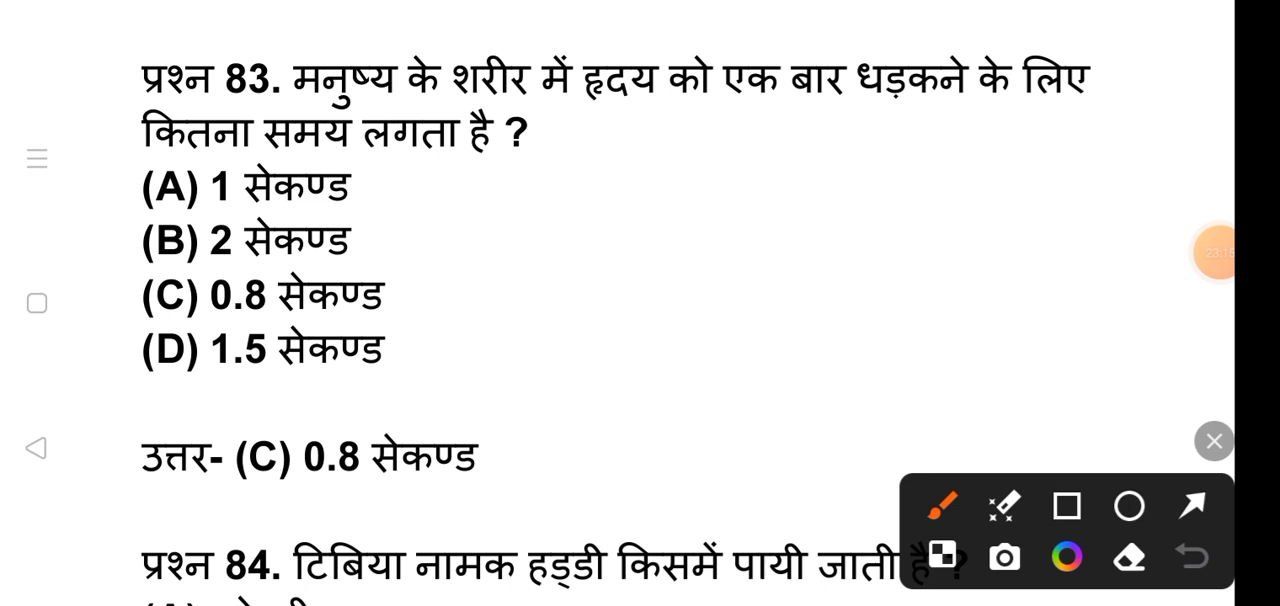 प्रश्न 83. मनुष्य के शरीर में हृदय को एक बार धड़कने के लिए
कितना समय लगता है ?
(A) 1 सेकण्ड
(B) 2 सेकण्ड
(C) 0.8 सेकण्ड
(D) 1.5 सेकण्ड
उत्तर- (C) 0.8 सेकण्ड
प्रश्न 84. टिबिया नामक हड्डी किसमें पायी जाती है ?